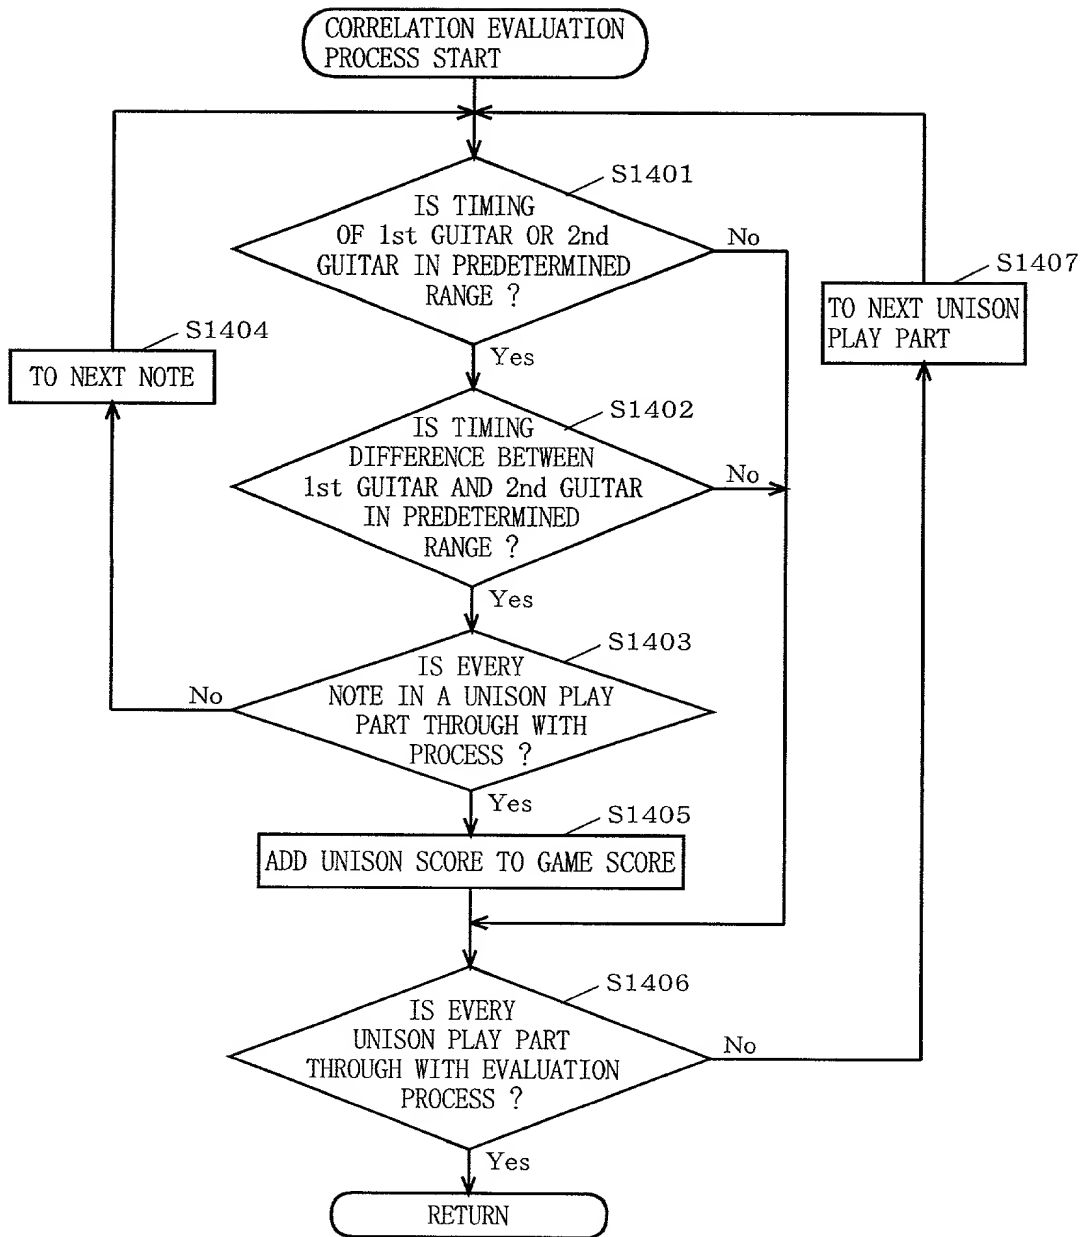 CORRELATION EVALUATION
PROCESS START
S1401
IS TIMING
OF 1st GUITAR OR 2nd
GUITAR IN PREDETERMINED
RANGE ?
No
Yes
S1407
TO NEXT UNISON
PLAY PART
S1404
TO NEXT NOTE
S1402
IS TIMING
DIFFERENCE BETWEEN
1st GUITAR AND 2nd GUITAR
IN PREDETERMINED
RANGE ?
No
Yes
S1403
IS EVERY
NOTE IN A UNISON PLAY
PART THROUGH WITH
PROCESS ?
No
Yes
S1405
ADD UNISON SCORE TO GAME SCORE
S1406
IS EVERY
UNISON PLAY PART
THROUGH WITH EVALUATION
PROCESS ?
No
Yes
RETURN